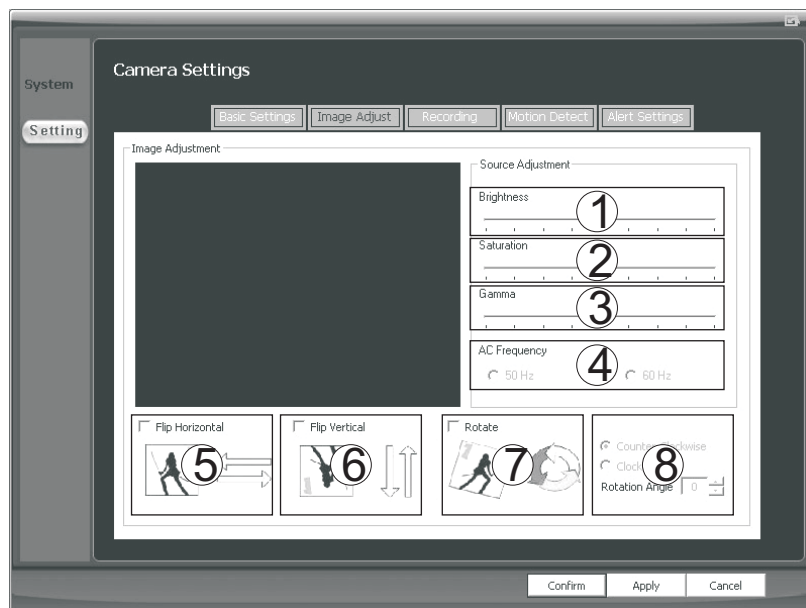 Camera Settings
System
Setting
Basic Settings
Image Adjust
Recording
Motion Detect
Alert Settings
Image Adjustment
Source Adjustment
Brightness
1
Saturation
2
Gamma
3
AC Frequency
4
50 Hz
60 Hz
Flip Horizontal
5
Flip Vertical
6
Rotate
7
8
Rotation Angle 0
Confirm
Apply
Cancel